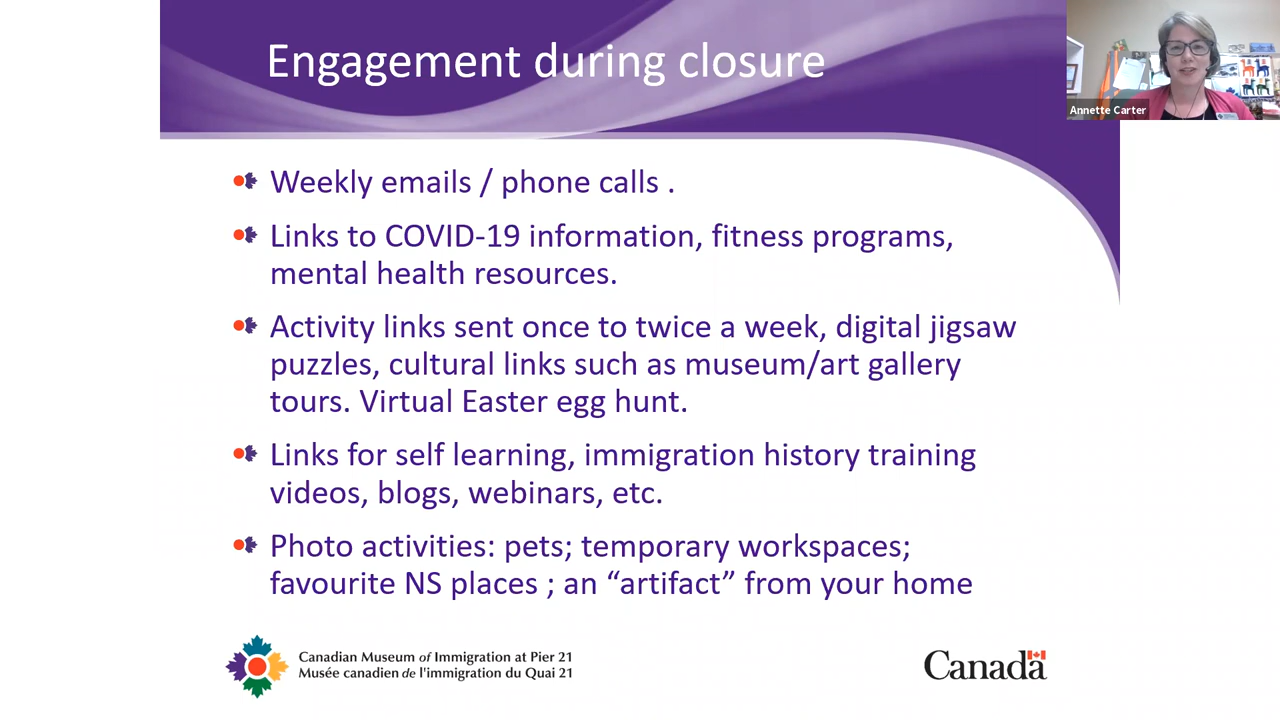 Engagement during closure
Annette Carter
Weekly emails / phone calls .
Links to COVID-19 information, fitness programs,
mental health resources.
Activity links sent once to twice a week, digital jigsaw
puzzles, cultural links such as museum/art gallery
tours. Virtual Easter egg hunt.
Links for self learning, immigration history training
videos, blogs, webinars, etc.
Photo activities: pets; temporary workspaces;
favourite NS places ; an “artifact” from your home
Canadian Museum of Immigration at Pier 21
Musée canadien de l'immigration du Quai 21
Canada